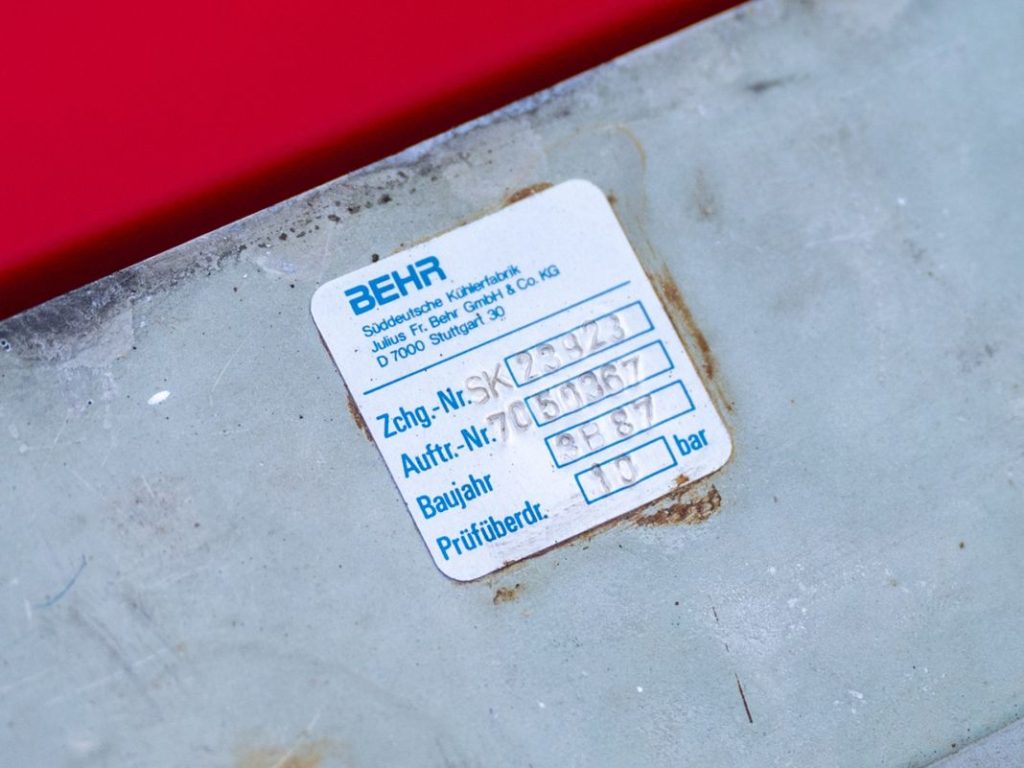 BEHR
Süddeutsche Kühlerfabrik
Julius Fr. Behr GmbH & Co. KG
D 7000 Stuttgart 30
Zchg.-Nr. SK 23923
Auftr.-Nr. 7050367
Baujahr 87
Prüfüberdr. 10 bar